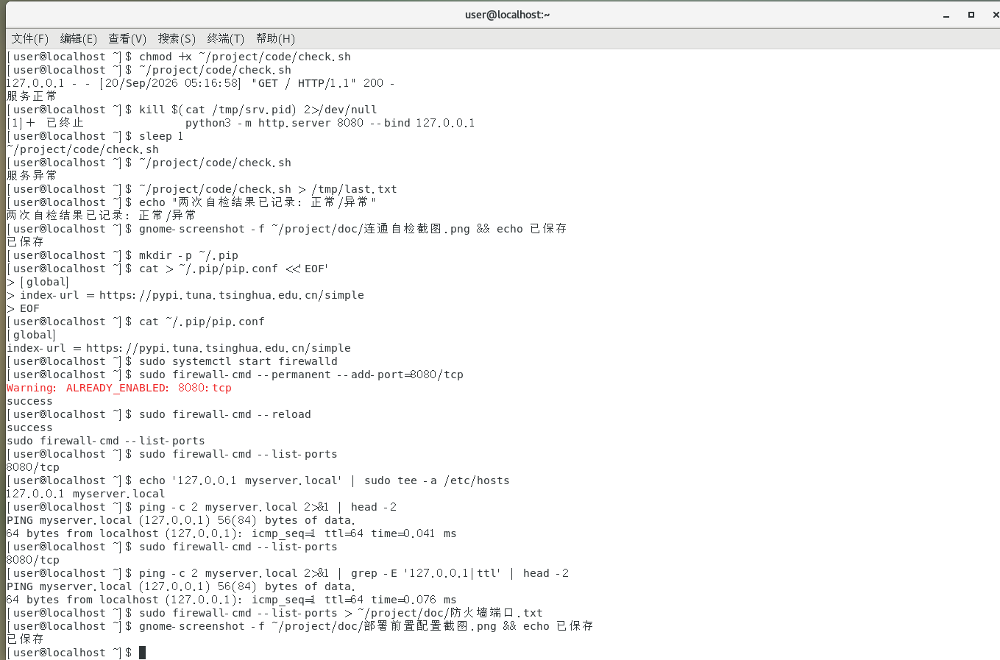 user@localhost:~
文件(F) 编辑(E) 查看(V) 搜索(S) 终端(T) 帮助(H)
[user@localhost ~]$ chmod +x ~/project/code/check.sh
[user@localhost ~]$ ~/project/code/check.sh
127.0.0.1 - - [20/Sep/2026 05:16:58] "GET / HTTP/1.1" 200 -
服务正常
[user@localhost ~]$ kill $(cat /tmp/srv.pid) 2>/dev/null
[1]+  已终止               python3 -m http.server 8080 --bind 127.0.0.1
[user@localhost ~]$ sleep 1
~/project/code/check.sh
[user@localhost ~]$ ~/project/code/check.sh
服务异常
[user@localhost ~]$ ~/project/code/check.sh > /tmp/last.txt
[user@localhost ~]$ echo "两次自检结果已记录: 正常/异常"
两次自检结果已记录: 正常/异常
[user@localhost ~]$ gnome-screenshot -f ~/project/doc/连通自检截图.png && echo 已保存
已保存
[user@localhost ~]$ mkdir -p ~/.pip
[user@localhost ~]$ cat > ~/.pip/pip.conf <<'EOF'
> [global]
> index-url = https://pypi.tuna.tsinghua.edu.cn/simple
> EOF
[user@localhost ~]$ cat ~/.pip/pip.conf
[global]
index-url = https://pypi.tuna.tsinghua.edu.cn/simple
[user@localhost ~]$ sudo systemctl start firewalld
[user@localhost ~]$ sudo firewall-cmd --permanent --add-port=8080/tcp
Warning: ALREADY_ENABLED: 8080:tcp
success
[user@localhost ~]$ sudo firewall-cmd --reload
success
sudo firewall-cmd --list-ports
[user@localhost ~]$ sudo firewall-cmd --list-ports
8080/tcp
[user@localhost ~]$ echo '127.0.0.1 myserver.local' | sudo tee -a /etc/hosts
127.0.0.1 myserver.local
[user@localhost ~]$ ping -c 2 myserver.local 2>&1 | head -2
PING myserver.local (127.0.0.1) 56(84) bytes of data.
64 bytes from localhost (127.0.0.1): icmp_seq=1 ttl=64 time=0.041 ms
[user@localhost ~]$ sudo firewall-cmd --list-ports
8080/tcp
[user@localhost ~]$ ping -c 2 myserver.local 2>&1 | grep -E '127.0.0.1|ttl' | head -2
PING myserver.local (127.0.0.1) 56(84) bytes of data.
64 bytes from localhost (127.0.0.1): icmp_seq=1 ttl=64 time=0.076 ms
[user@localhost ~]$ sudo firewall-cmd --list-ports > ~/project/doc/防火墙端口.txt
[user@localhost ~]$ gnome-screenshot -f ~/project/doc/部署前置配置截图.png && echo 已保存
已保存
[user@localhost ~]$